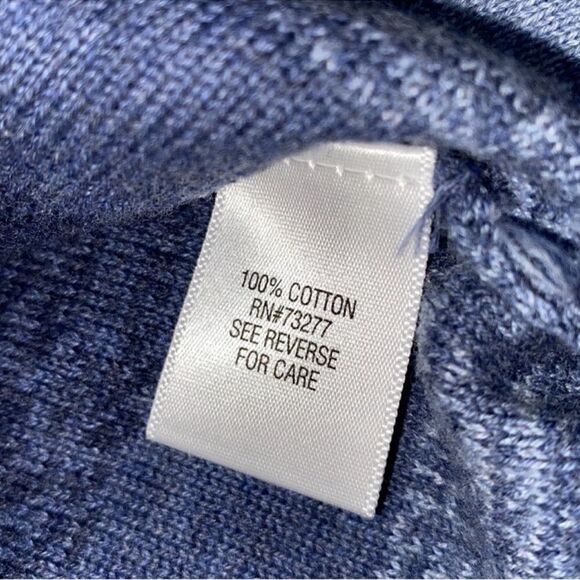 100% COTTON
RN#73277
SEE REVERSE
FOR CARE